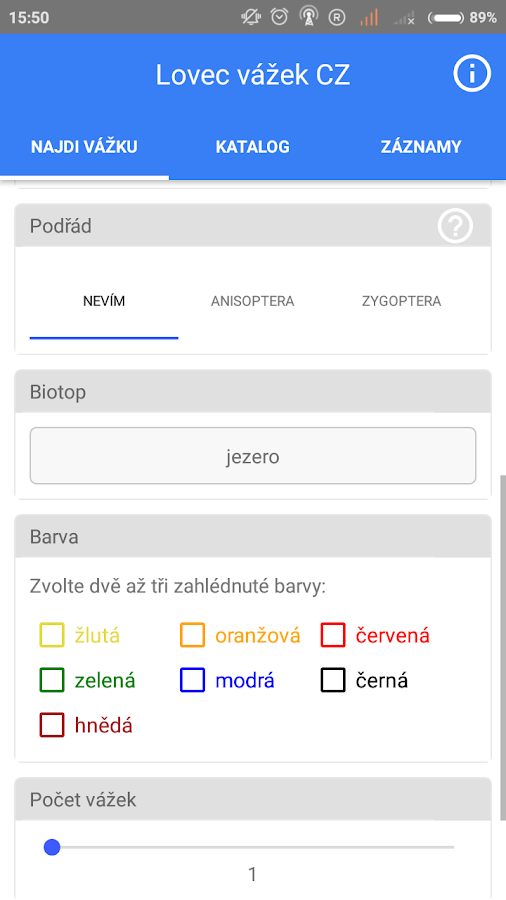 15:50 R 89%
Lovec vážek CZ
NAJDI VÁŽKU KATALOG ZÁZNAMY
Podřád ?
NEVÍM ANISOPTERA ZYGOPTERA
Biotop
jezero
Barva
Zvolte dvě až tři zahlédnuté barvy:
žlutá oranžová červená
zelená modrá černá
hnědá
Počet vážek
1